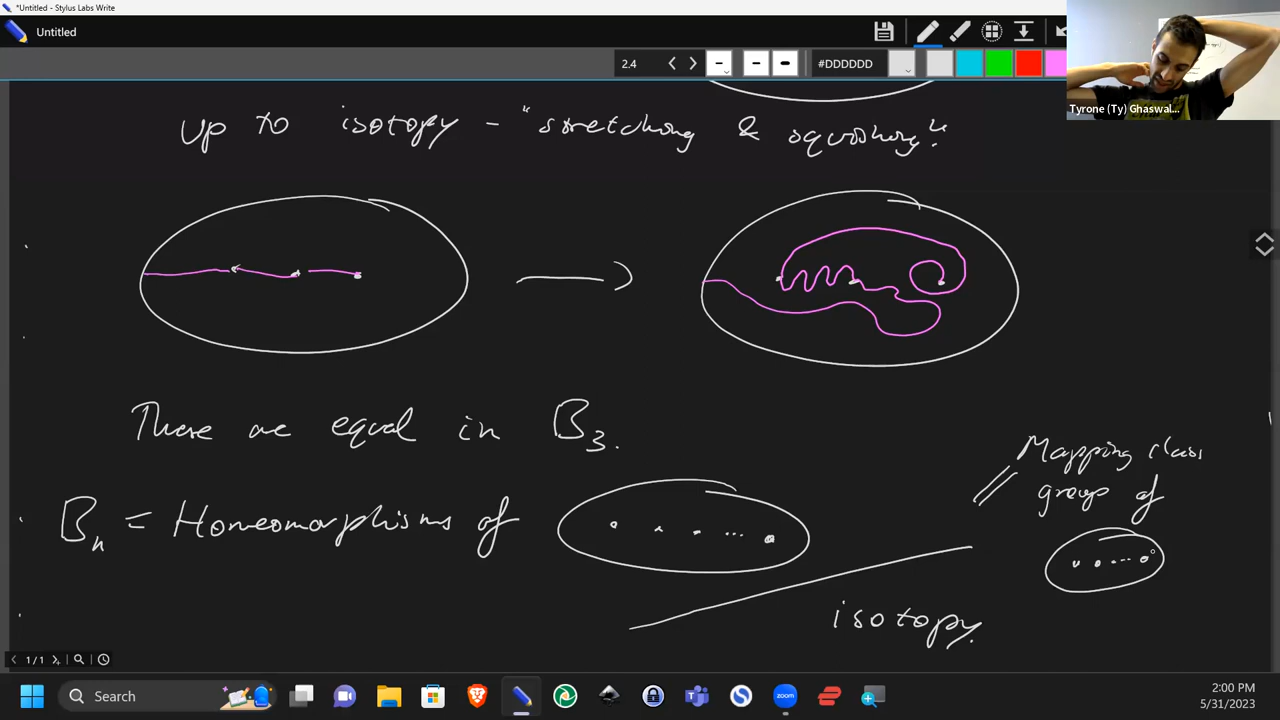 *Untitled - Stylus Labs Write
Untitled
2.4
#DDDDDD
Tyrone (Ty) Ghaswal...
up to isotopy - "stretching & squishing".
These are equal in B3.
Mapping class
group of
Bn = Homeomorphisms of
isotopy.
1/1
Search
2:00 PM
5/31/2023